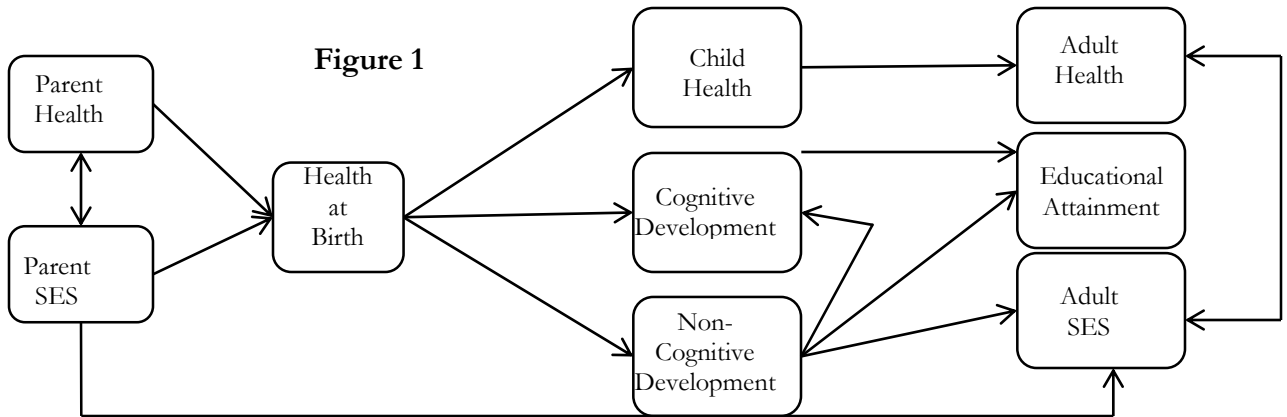 Figure 1
Parent
Health
Parent
SES
Health
at
Birth
Child
Health
Cognitive
Development
Non-
Cognitive
Development
Adult
Health
Educational
Attainment
Adult
SES